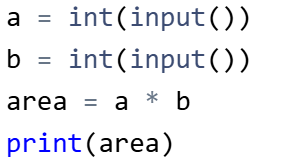 a = int(input())
b = int(input())
area = a * b
print(area)